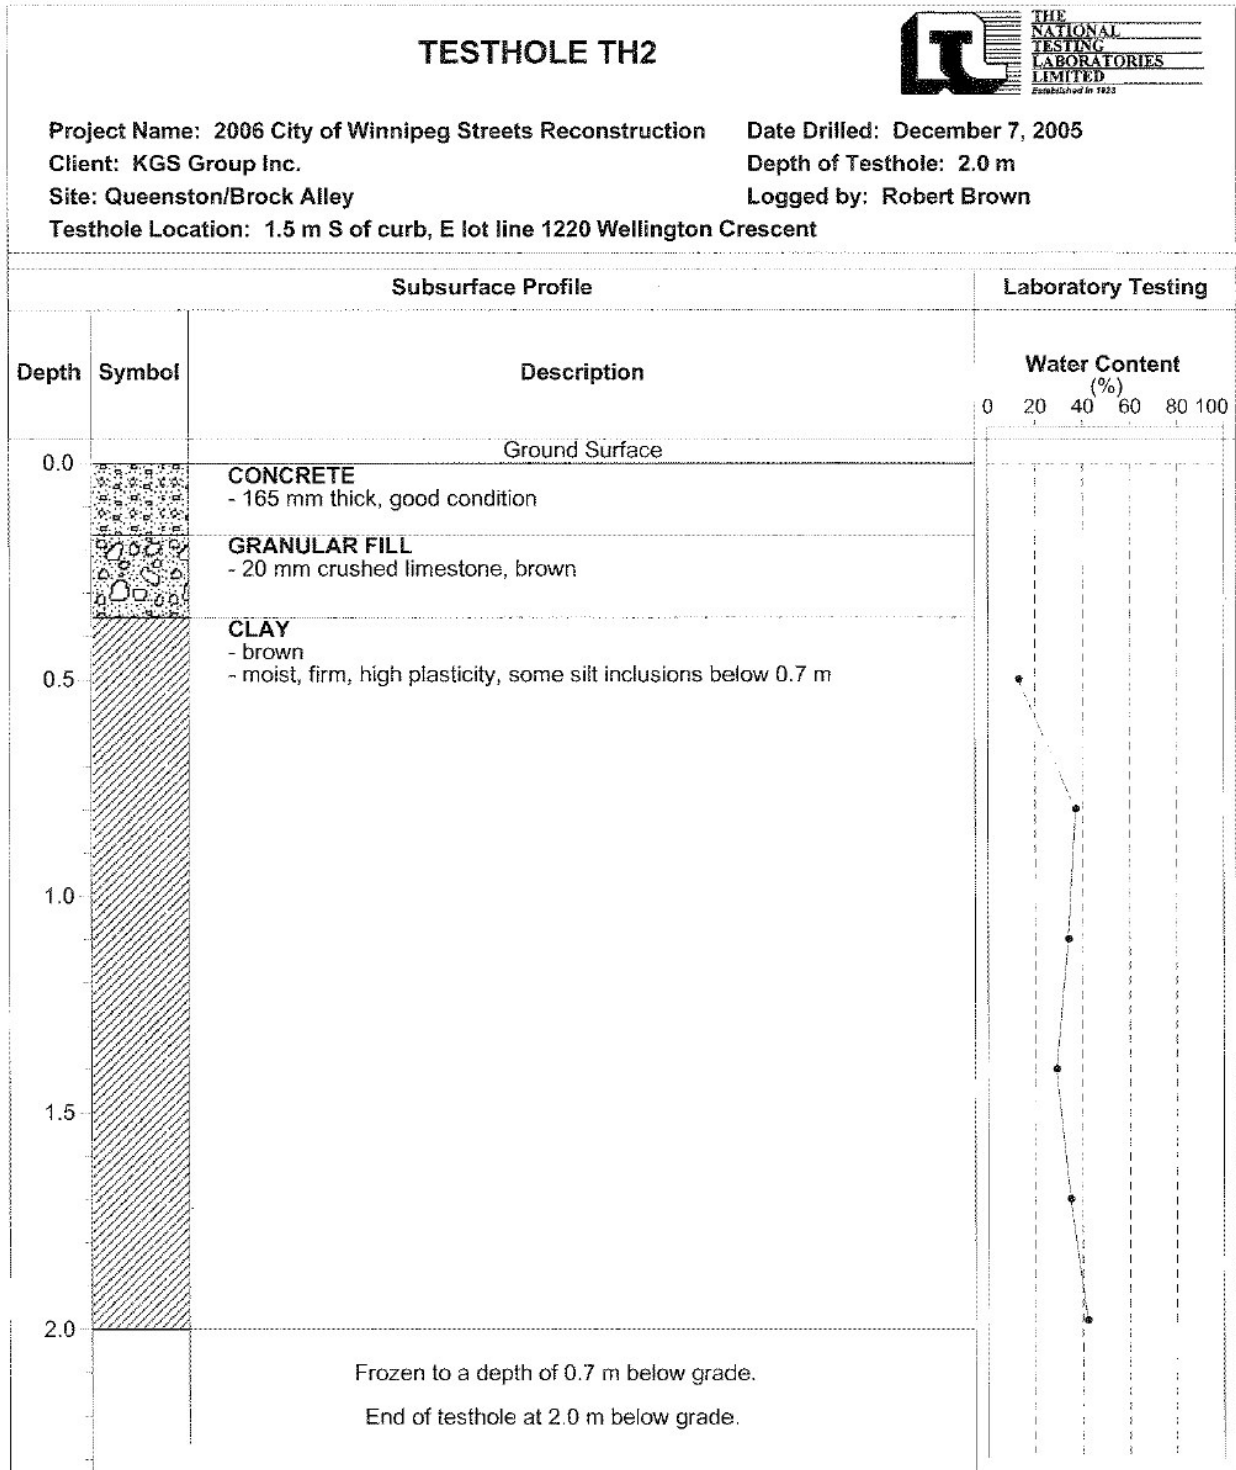 TESTHOLE TH2
THE
NATIONAL
TESTING
LABORATORIES
LIMITED
Established in 1923
Project Name: 2006 City of Winnipeg Streets Reconstruction
Date Drilled: December 7, 2005
Client: KGS Group Inc.
Depth of Testhole: 2.0 m
Site: Queenston/Brock Alley
Logged by: Robert Brown
Testhole Location: 1.5 m S of curb, E lot line 1220 Wellington Crescent
Subsurface Profile
Laboratory Testing
Depth
Symbol
Description
Water Content
(%)
0 20 40 60 80 100
Ground Surface
0.0
CONCRETE
- 165 mm thick, good condition
GRANULAR FILL
- 20 mm crushed limestone, brown
CLAY
- brown
- moist, firm, high plasticity, some silt inclusions below 0.7 m
0.5
1.0
1.5
2.0
Frozen to a depth of 0.7 m below grade.
End of testhole at 2.0 m below grade.